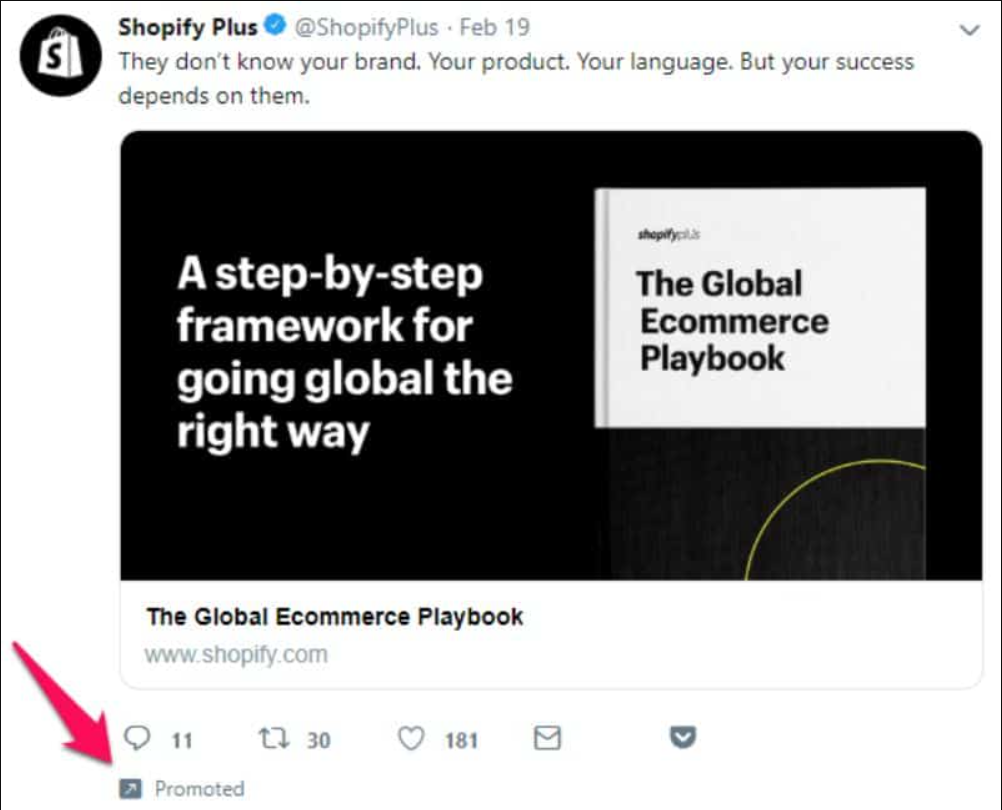 Shopify Plus @ShopifyPlus · Feb 19
They don't know your brand. Your product. Your language. But your success
depends on them.
A step-by-step
framework for
going global the
right way
shopifyplus
The Global
Ecommerce
Playbook
The Global Ecommerce Playbook
www.shopify.com
11 30 181
Promoted